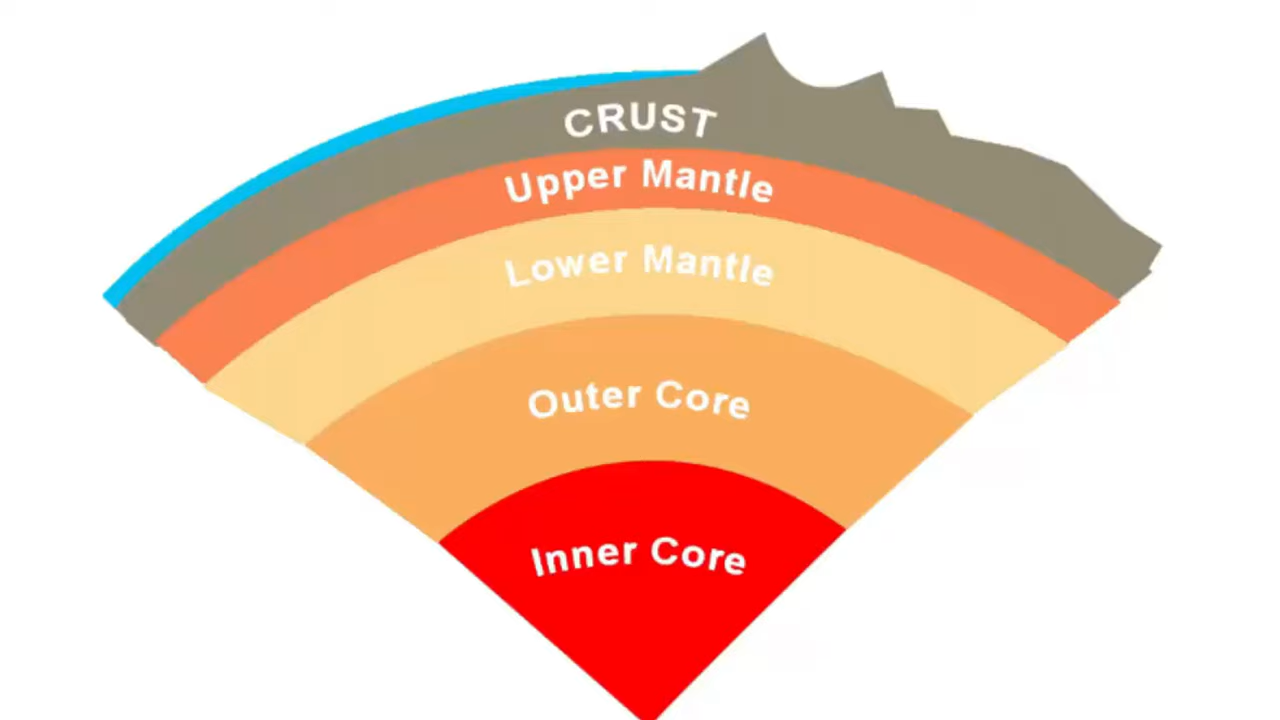 CRUST
Upper Mantle
Lower Mantle
Outer Core
Inner Core